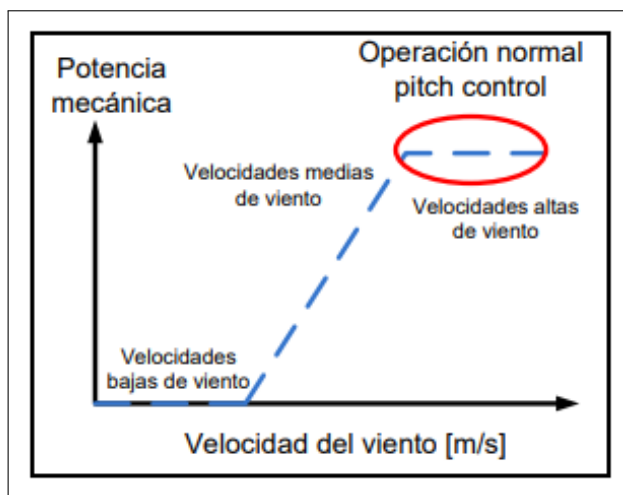 Potencia
mecánica
Operación normal
pitch control
Velocidades medias
de viento
Velocidades altas
de viento
Velocidades
bajas de viento
Velocidad del viento [m/s]